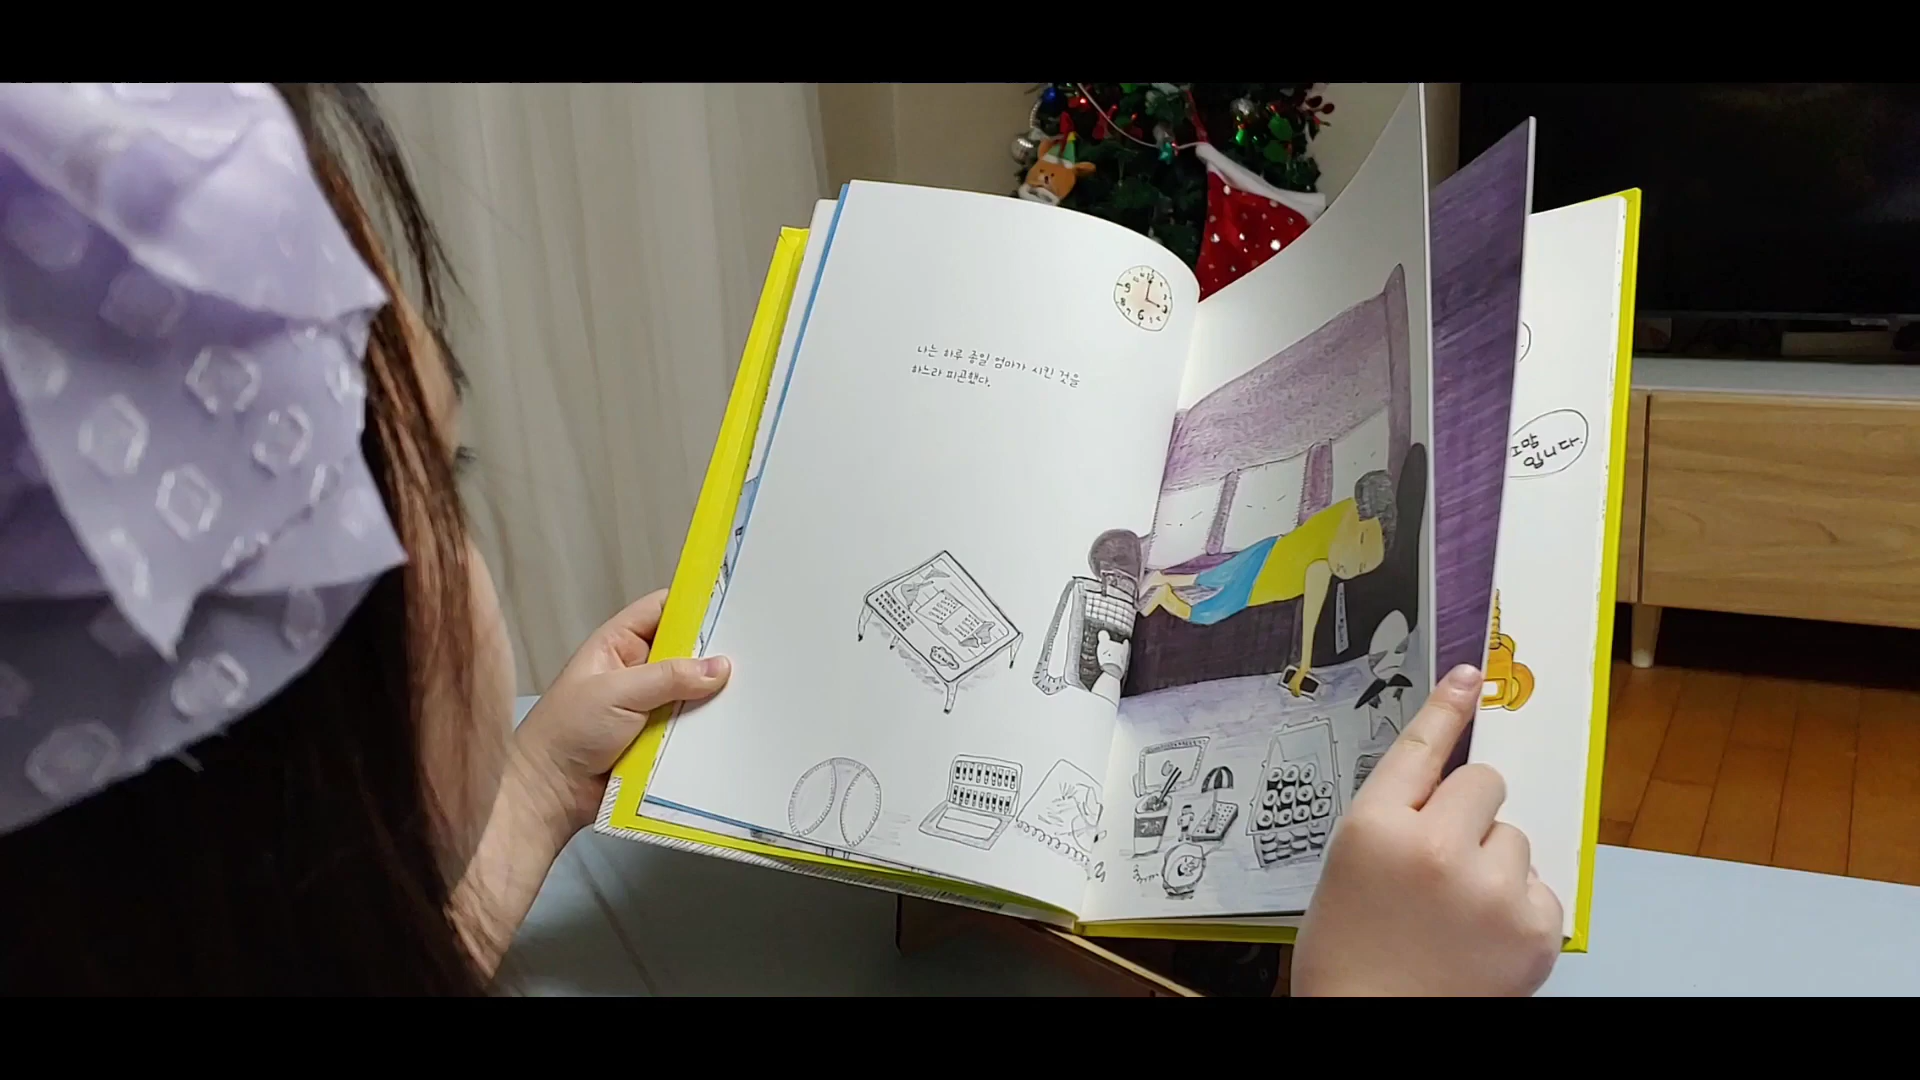 나는 하루 종일 엄마가 시킨 것을
하느라 피곤했다.
고맙
입니다.